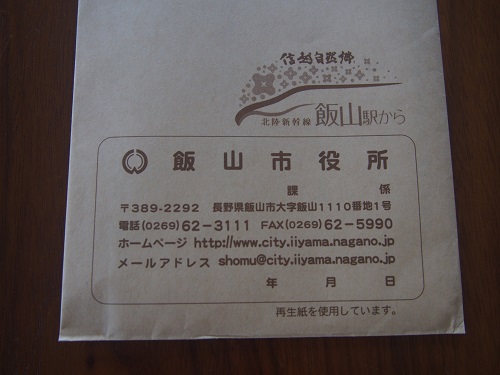 信越自然郷
北陸新幹線 飯山駅から
飯山市役所
課 係
〒389-2292 長野県飯山市大字飯山1110番地1号
電話(0269)62-3111 FAX(0269)62-5990
ホームページ http://www.city.iiyama.nagano.jp
メールアドレス shomu@city.iiyama.nagano.jp
年 月 日
再生紙を使用しています。